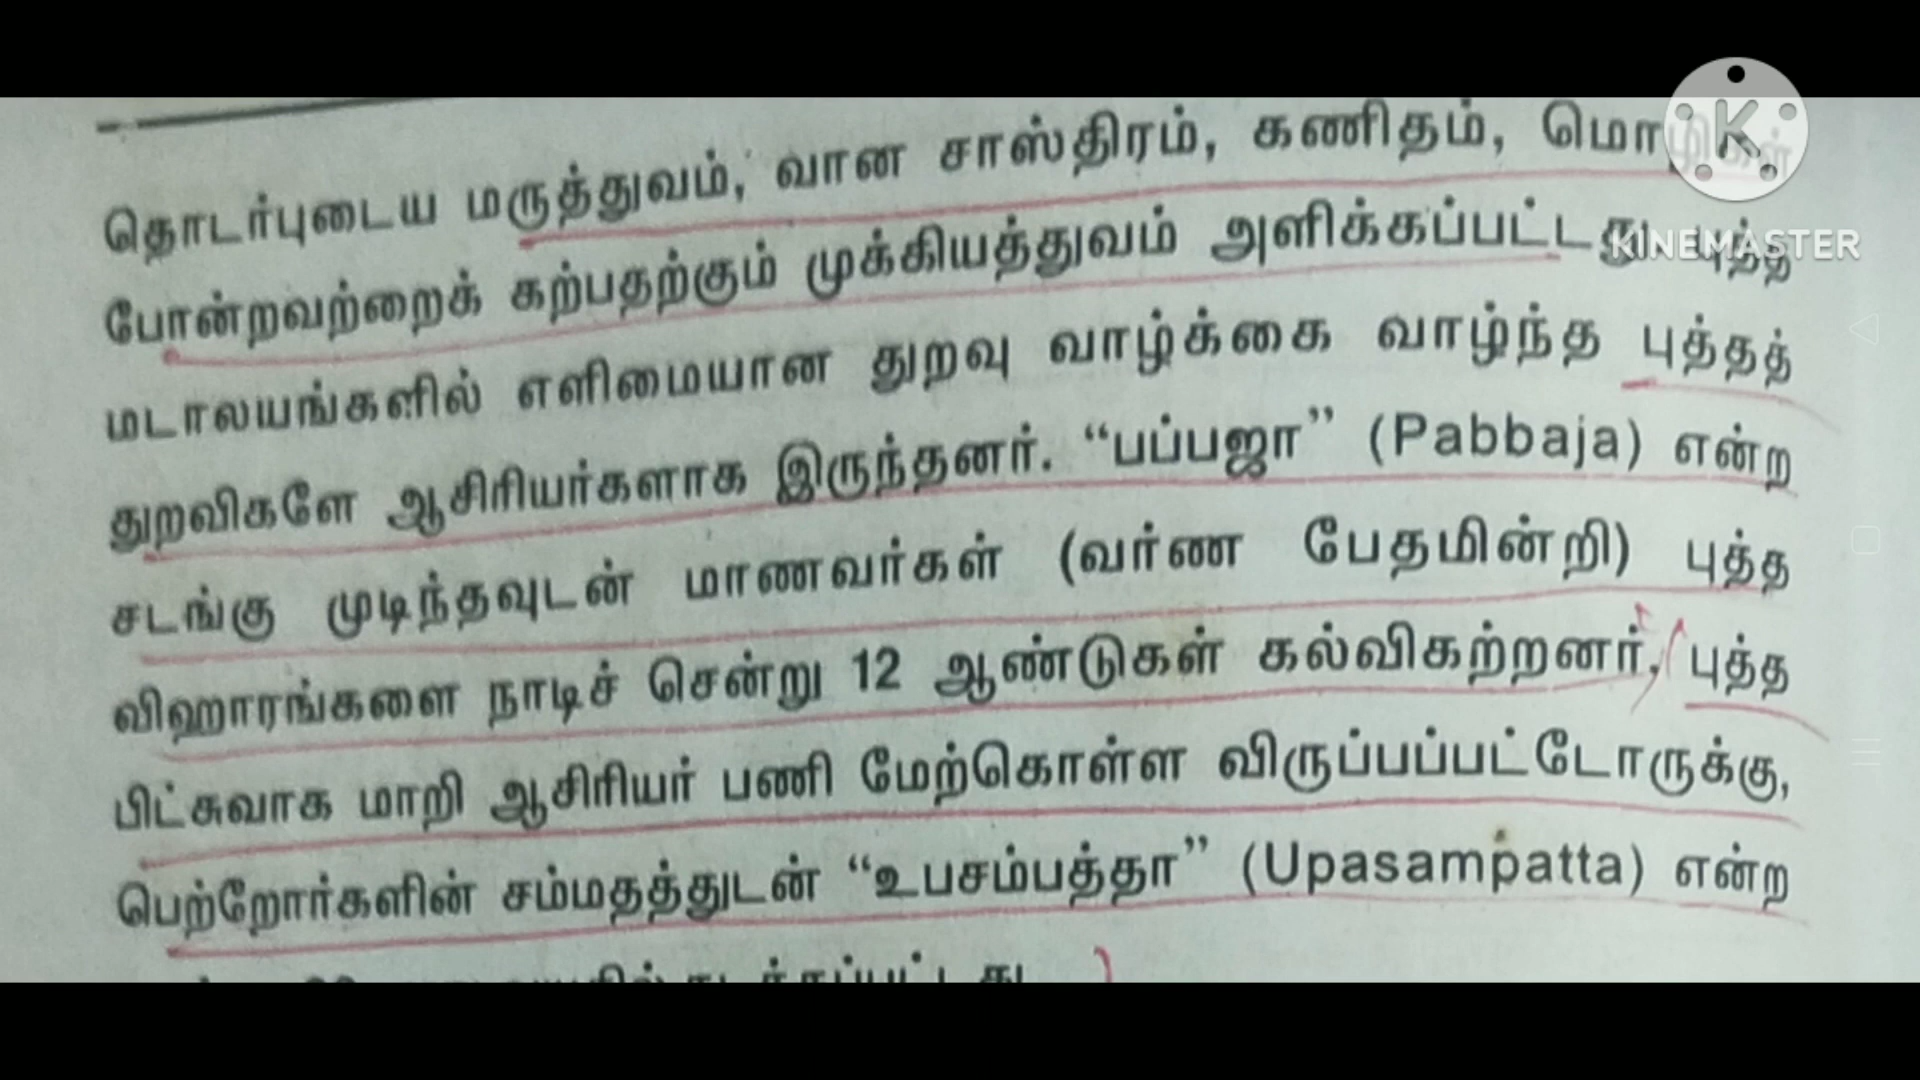 தொடர்புடைய மருத்துவம், வான சாஸ்திரம், கணிதம், மொழிகள்
போன்றவற்றைக் கற்பதற்கும் முக்கியத்துவம் அளிக்கப்பட்டது புத்த
மடாலயங்களில் எளிமையான துறவு வாழ்க்கை வாழ்ந்த புத்தத்
துறவிகளே ஆசிரியர்களாக இருந்தனர். “பப்பஜா” (Pabbaja) என்ற
சடங்கு முடிந்தவுடன் மாணவர்கள் (வர்ண பேதமின்றி) புத்த
விஹாரங்களை நாடிச் சென்று 12 ஆண்டுகள் கல்விகற்றனர், புத்த
பிட்சுவாக மாறி ஆசிரியர் பணி மேற்கொள்ள விருப்பப்பட்டோருக்கு,
பெற்றோர்களின் சம்மதத்துடன் “உபசம்பத்தா” (Upasampatta) என்ற
K
KINEMASTER